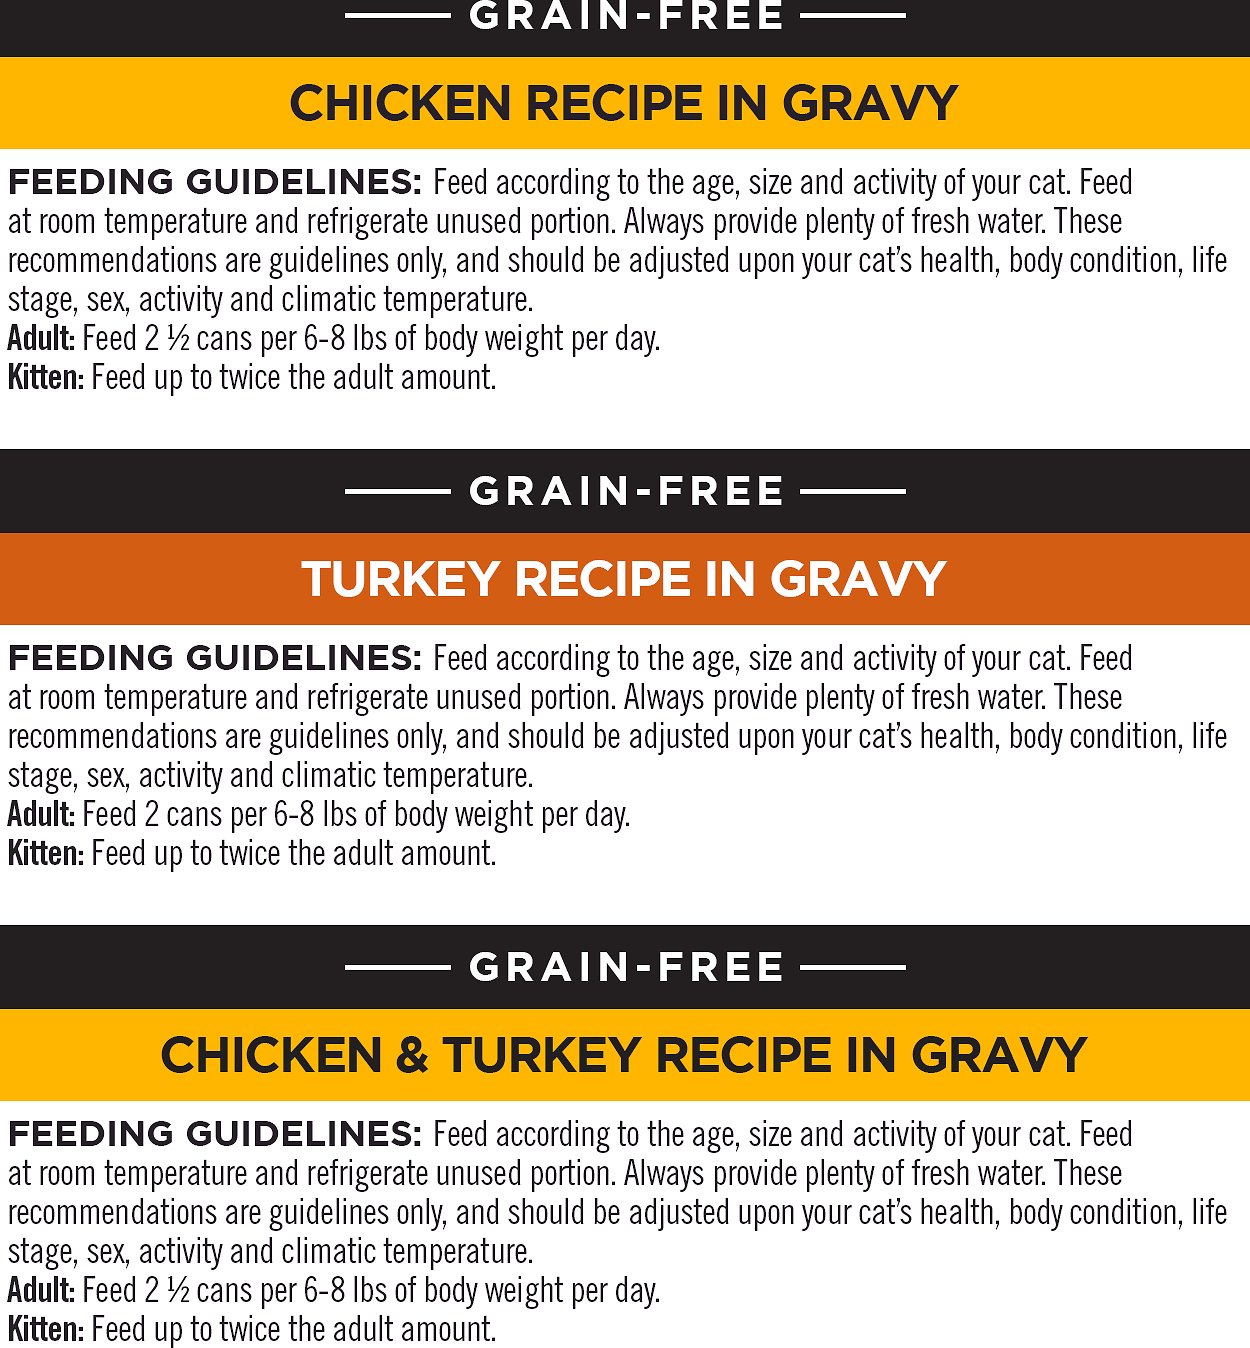 GRAIN-FREE
CHICKEN RECIPE IN GRAVY
FEEDING GUIDELINES: Feed according to the age, size and activity of your cat. Feed
at room temperature and refrigerate unused portion. Always provide plenty of fresh water. These
recommendations are guidelines only, and should be adjusted upon your cat’s health, body condition, life
stage, sex, activity and climatic temperature.
Adult: Feed 2 ½ cans per 6-8 lbs of body weight per day.
Kitten: Feed up to twice the adult amount.
GRAIN-FREE
TURKEY RECIPE IN GRAVY
FEEDING GUIDELINES: Feed according to the age, size and activity of your cat. Feed
at room temperature and refrigerate unused portion. Always provide plenty of fresh water. These
recommendations are guidelines only, and should be adjusted upon your cat’s health, body condition, life
stage, sex, activity and climatic temperature.
Adult: Feed 2 cans per 6-8 lbs of body weight per day.
Kitten: Feed up to twice the adult amount.
GRAIN-FREE
CHICKEN & TURKEY RECIPE IN GRAVY
FEEDING GUIDELINES: Feed according to the age, size and activity of your cat. Feed
at room temperature and refrigerate unused portion. Always provide plenty of fresh water. These
recommendations are guidelines only, and should be adjusted upon your cat’s health, body condition, life
stage, sex, activity and climatic temperature.
Adult: Feed 2 ½ cans per 6-8 lbs of body weight per day.
Kitten: Feed up to twice the adult amount.